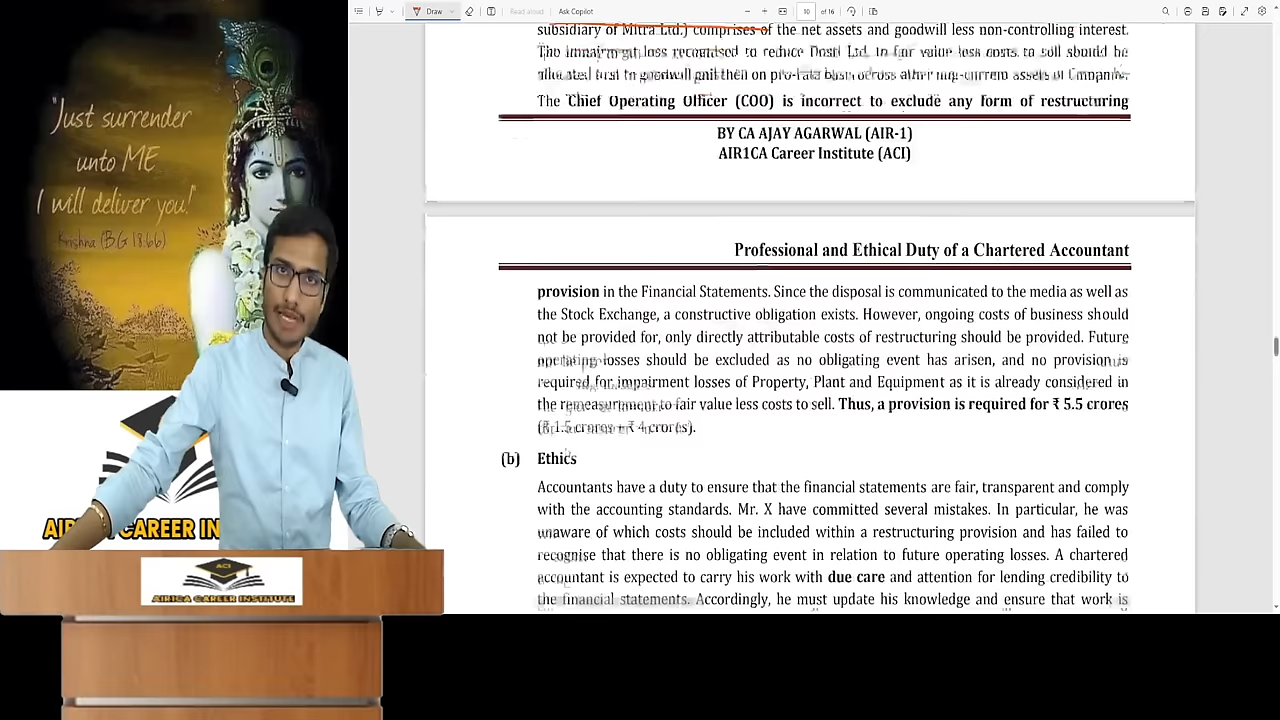 "Just surrender
unto ME
I will deliver you!"
Krishna (BG 18:66)
Draw
Read aloud
Ask Copilot
10 of 16
subsidiary of Mitra Ltd.) comprises of the net assets and goodwill less non-controlling interest.
The impairment loss recognised to reduce Dost Ltd. to fair value less costs to sell should be
allocated first to goodwill and then on pro-rata basis across other non-current assets of
The Chief Operating Officer (COO) is incorrect to exclude any form of restructuring
BY CA AJAY AGARWAL (AIR-1)
AIR1CA Career Institute (ACI)
Professional and Ethical Duty of a Chartered Accountant
provision in the Financial Statements. Since the disposal is communicated to the media as well as
the Stock Exchange, a constructive obligation exists. However, ongoing costs of business should
not be provided for, only directly attributable costs of restructuring should be provided. Future
operating losses should be excluded as no obligating event has arisen, and no provision is
required for impairment losses of Property, Plant and Equipment as it is already considered in
the remeasurement to fair value less costs to sell. Thus, a provision is required for ₹ 5.5 crores
(₹ 1.5 crores + ₹ 4 crores).
(b) Ethics
Accountants have a duty to ensure that the financial statements are fair, transparent and comply
with the accounting standards. Mr. X have committed several mistakes. In particular, he was
unaware of which costs should be included within a restructuring provision and has failed to
recognise that there is no obligating event in relation to future operating losses. A chartered
accountant is expected to carry his work with due care and attention for lending credibility to
the financial statements. Accordingly, he must update his knowledge and ensure that work is
CAREER IN
ACI
AIR1CA CAREER INSTITUTE